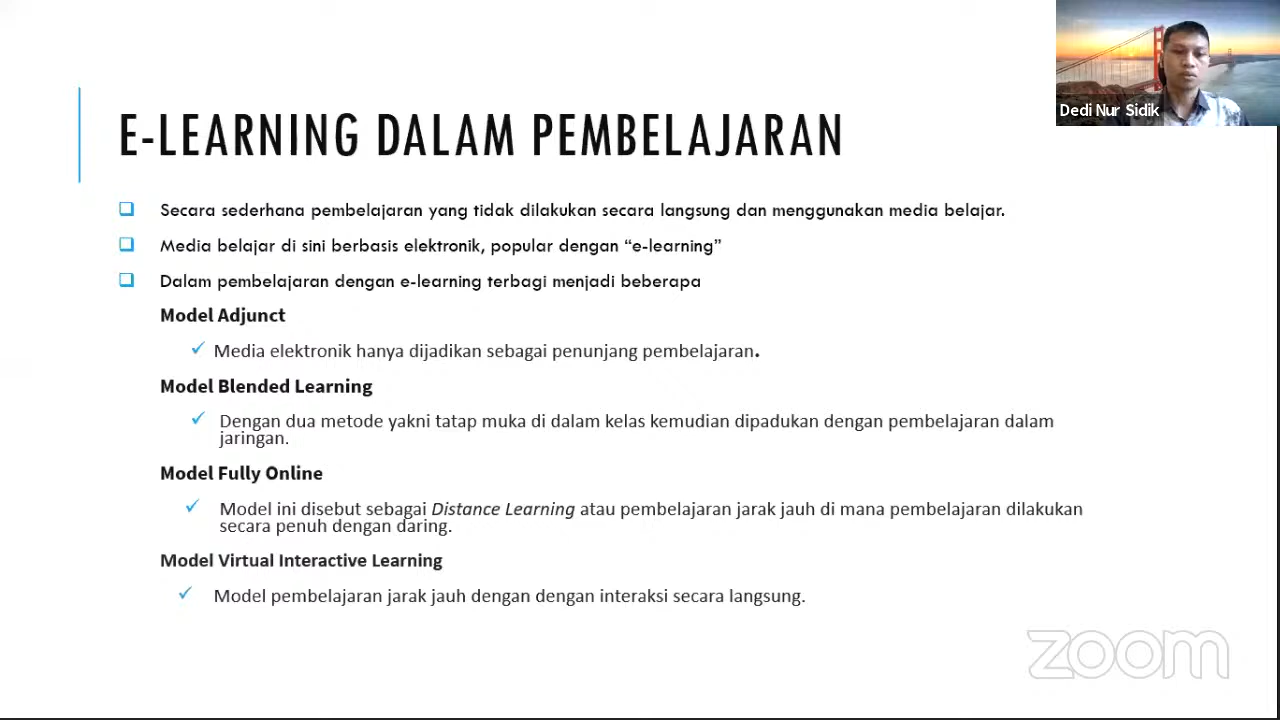 Dedi Nur Sidik
E-LEARNING DALAM PEMBELAJARAN
Secara sederhana pembelajaran yang tidak dilakukan secara langsung dan menggunakan media belajar.
Media belajar di sini berbasis elektronik, popular dengan “e-learning”
Dalam pembelajaran dengan e-learning terbagi menjadi beberapa
Model Adjunct
Media elektronik hanya dijadikan sebagai penunjang pembelajaran.
Model Blended Learning
Dengan dua metode yakni tatap muka di dalam kelas kemudian dipadukan dengan pembelajaran dalam
jaringan.
Model Fully Online
Model ini disebut sebagai Distance Learning atau pembelajaran jarak jauh di mana pembelajaran dilakukan
secara penuh dengan daring.
Model Virtual Interactive Learning
Model pembelajaran jarak jauh dengan dengan interaksi secara langsung.
zoom